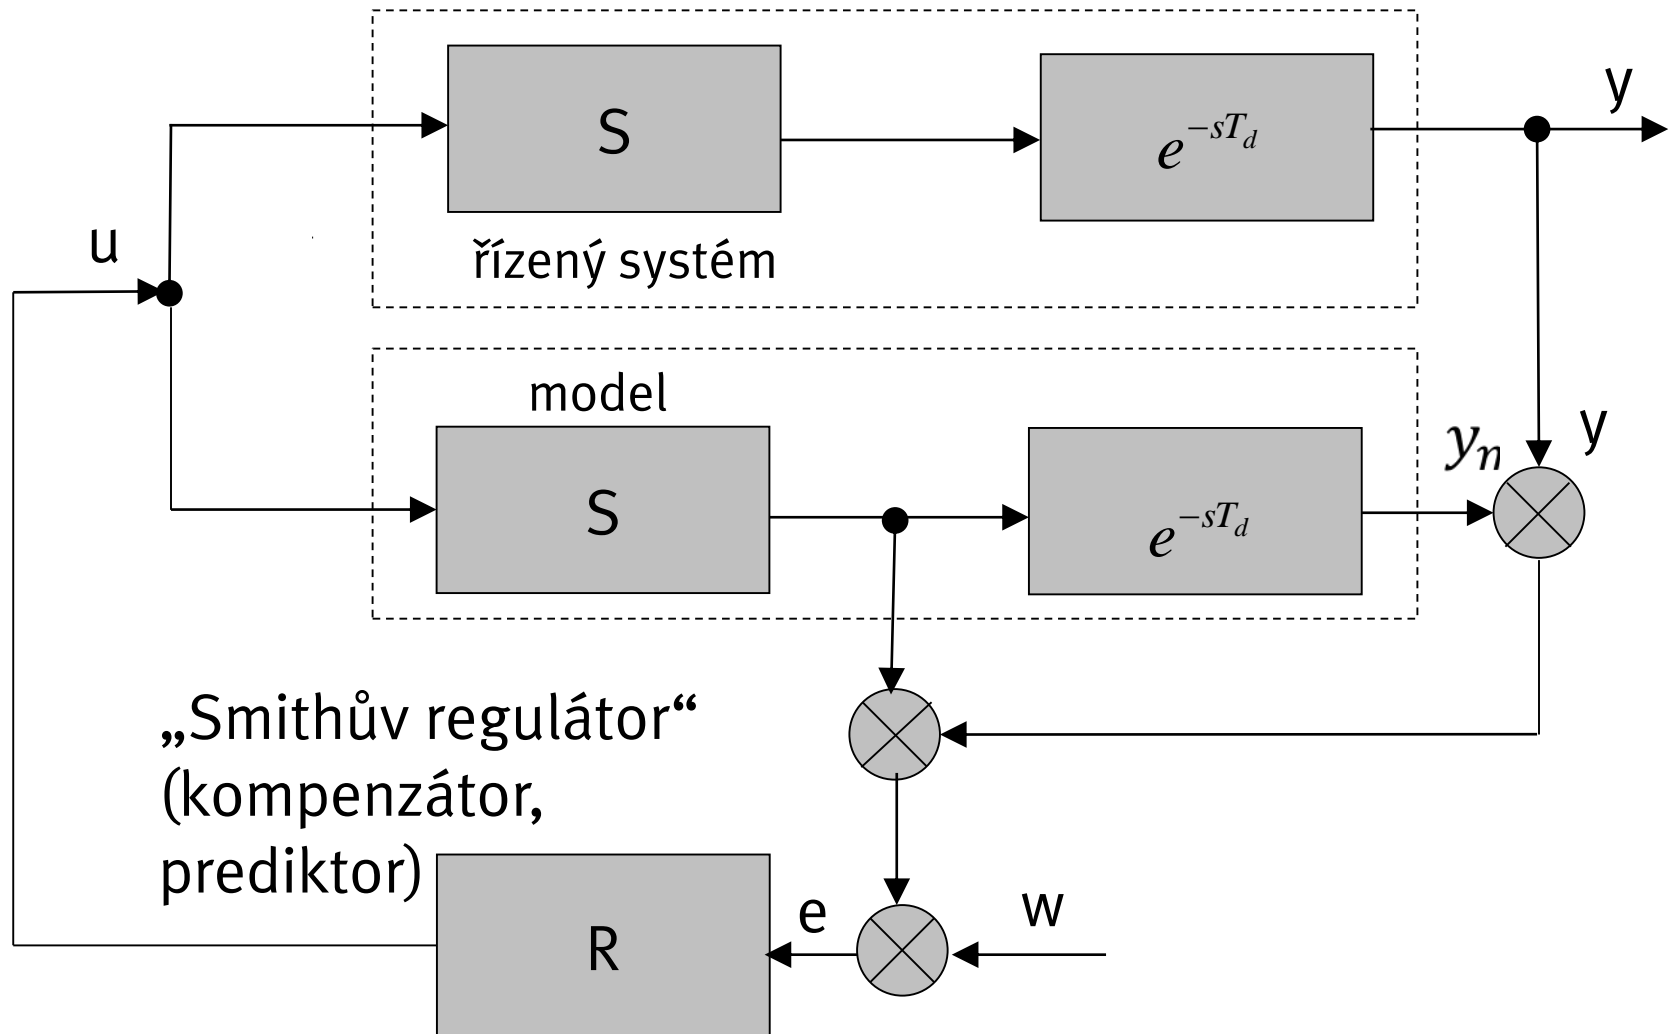 y
S
e^{-sT_d}
u
řízený systém
model
y
y_n
S
e^{-sT_d}
„Smithův regulátor“
(kompenzátor,
prediktor)
e
w
R